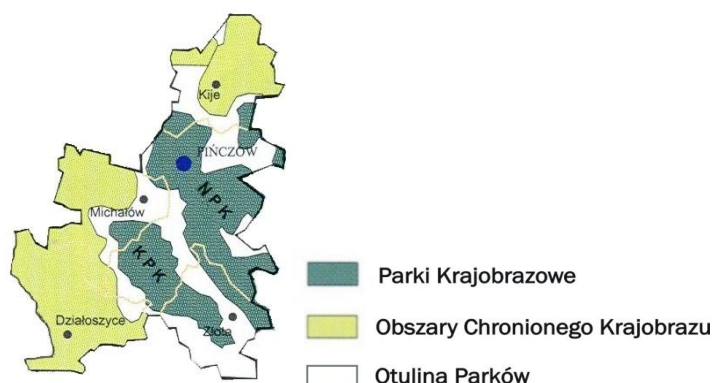 Kije
PIŃCZÓW
NPK
Michałów
KPK
Działoszyce
Złota
Parki Krajobrazowe
Obszary Chronionego Krajobrazu
Otulina Parków